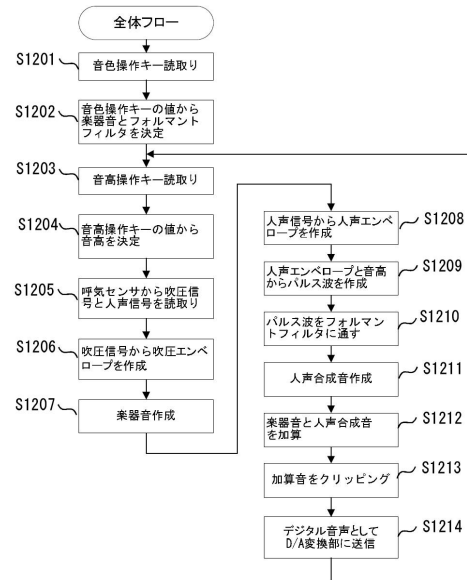 全体フロー
S1201
音色操作キー読取り
S1202
音色操作キーの値から
楽器音とフォルマント
フィルタを決定
S1203
音高操作キー読取り
S1204
音高操作キーの値から
音高を決定
S1205
呼気センサから吹圧信
号と人声信号を読取り
S1206
吹圧信号から吹圧エンベ
ロープを作成
S1207
楽器音作成
S1208
人声信号から人声エンベ
ロープを作成
S1209
人声エンベロープと音高
からパルス波を作成
S1210
パルス波をフォルマン
トフィルタに通す
S1211
人声合成音作成
S1212
楽器音と人声合成音
を加算
S1213
加算音をクリッピング
S1214
デジタル音声として
D/A変換部に送信